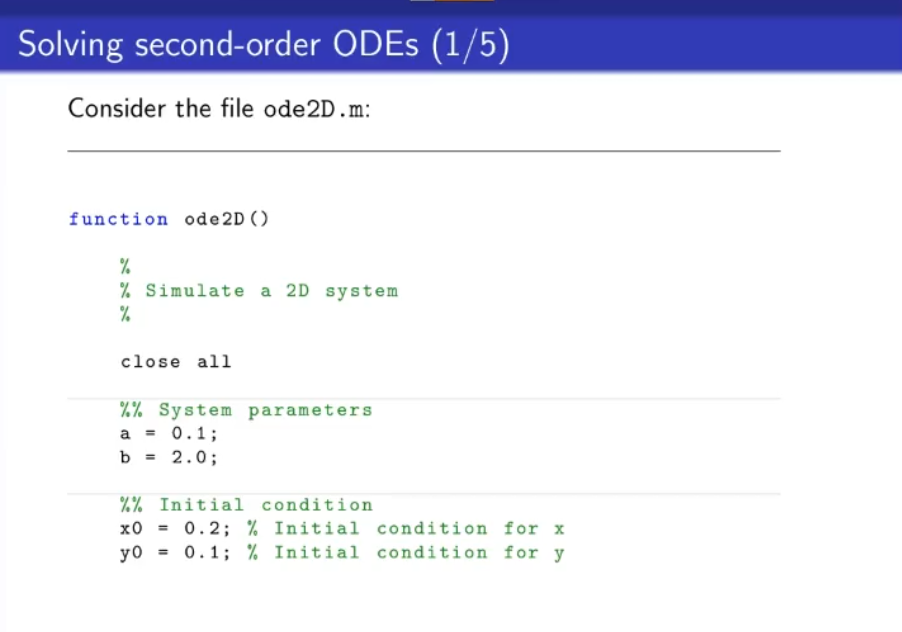 Solving second-order ODEs (1/5)
Consider the file ode2D.m:
function ode2D()
%
% Simulate a 2D system
%
close all
%% System parameters
a = 0.1;
b = 2.0;
%% Initial condition
x0 = 0.2; % Initial condition for x
y0 = 0.1; % Initial condition for y